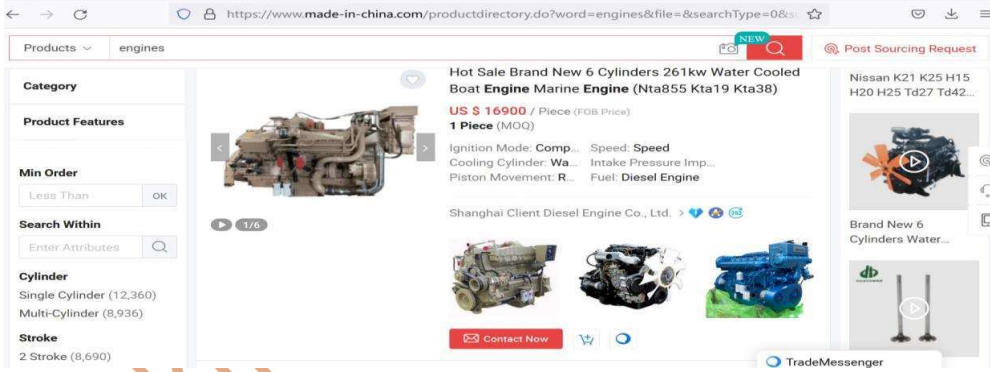 https://www.made-in-china.com/productdirectory.do?word=engines&file=&searchType=0&
Products
engines
NEW
Post Sourcing Request
Category
Product Features
Min Order
Less Than
OK
Search Within
Enter Attributes
Cylinder
Single Cylinder (12,360)
Multi-Cylinder (8,936)
Stroke
2 Stroke (8,690)
1/6
Hot Sale Brand New 6 Cylinders 261kw Water Cooled
Boat Engine Marine Engine (Nta855 Kta19 Kta38)
US $ 16900 / Piece (FOB Price)
1 Piece (MOQ)
Ignition Mode: Comp... Speed: Speed
Cooling Cylinder: Wa... Intake Pressure Imp...
Piston Movement: R... Fuel: Diesel Engine
Shanghai Client Diesel Engine Co., Ltd. >
Contact Now
Nissan K21 K25 H15
H20 H25 Td27 Td42...
Brand New 6
Cylinders Water...
db
TradeMessenger